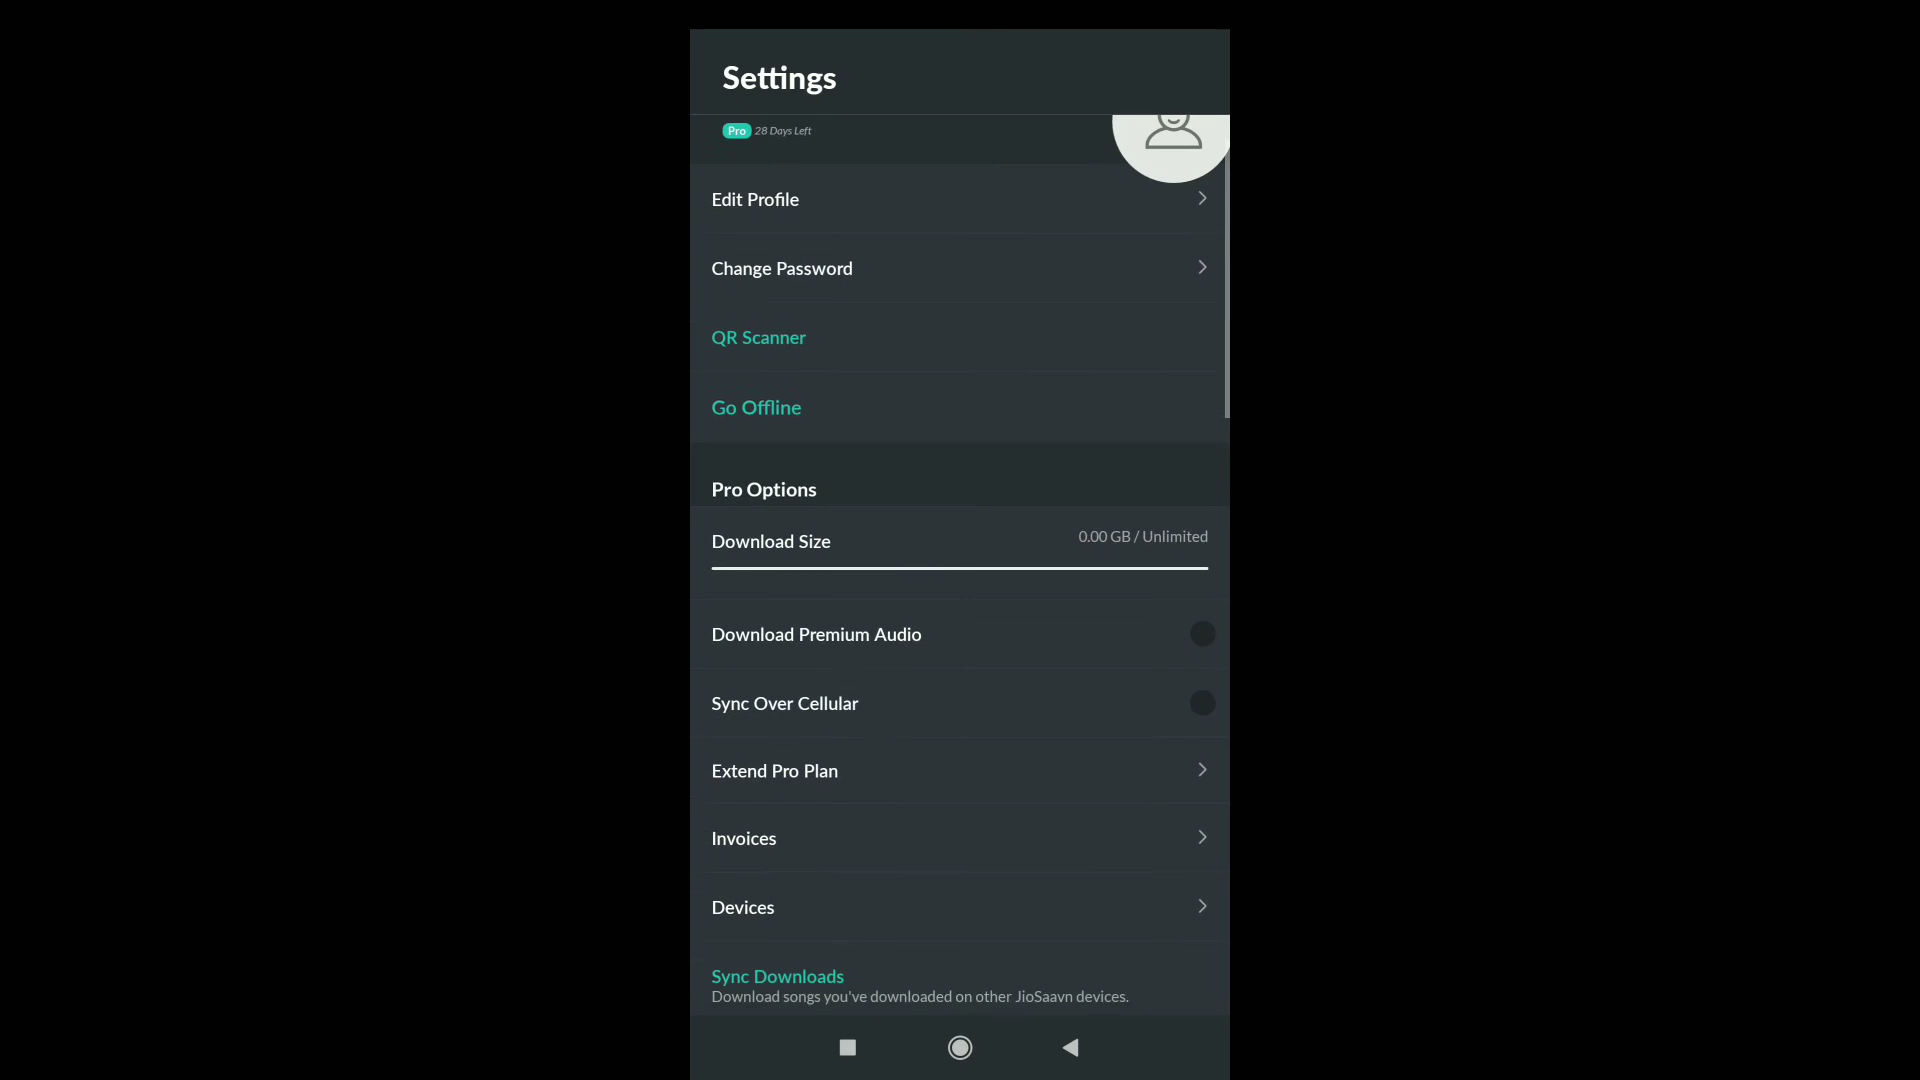 Settings
Pro 28 Days Left
Edit Profile
Change Password
QR Scanner
Go Offline
Pro Options
Download Size 0.00 GB / Unlimited
Download Premium Audio
Sync Over Cellular
Extend Pro Plan
Invoices
Devices
Sync Downloads
Download songs you've downloaded on other JioSaavn devices.